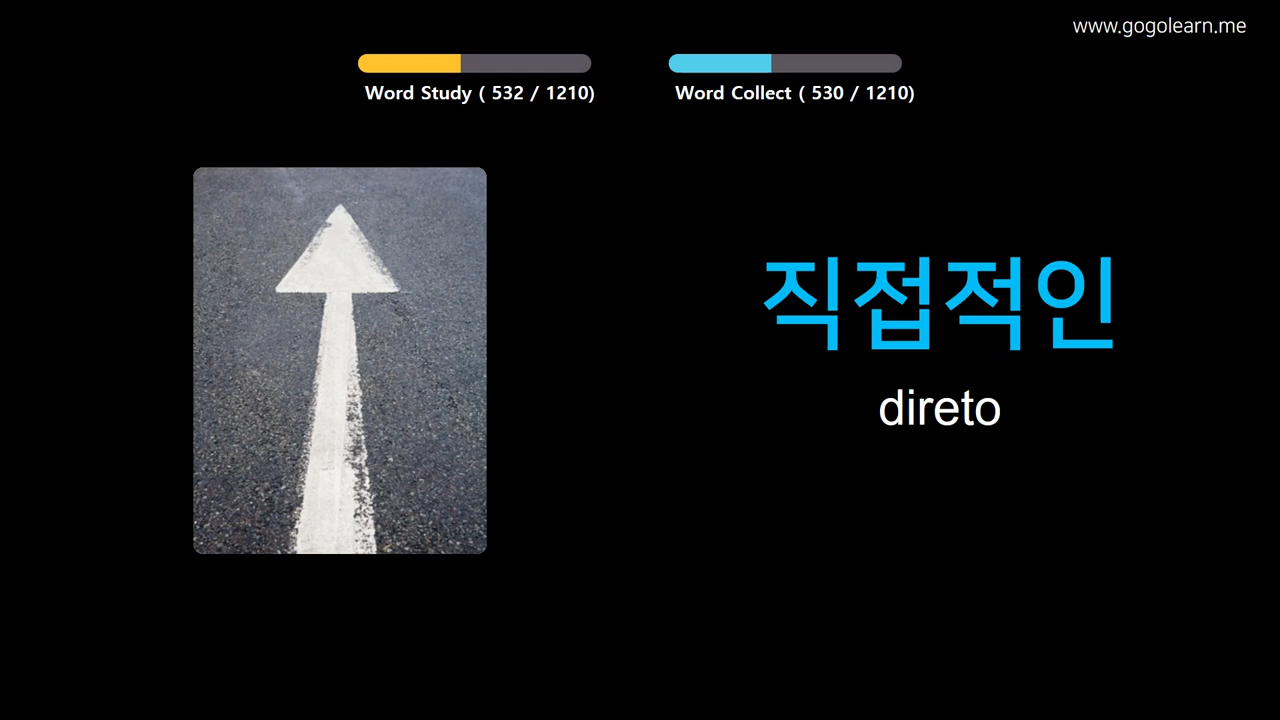 www.gogolearn.me
Word Study ( 532 / 1210)
Word Collect ( 530 / 1210)
직접적인
direto